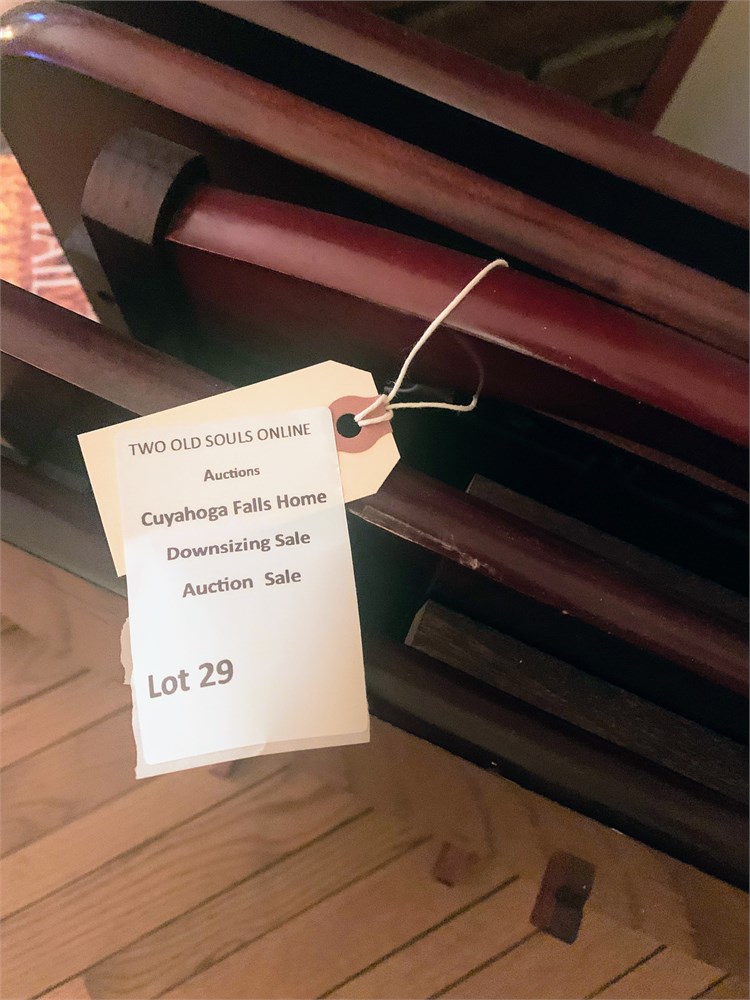 TWO OLD SOULS ONLINE
Auctions
Cuyahoga Falls Home
Downsizing Sale
Auction Sale
Lot 29